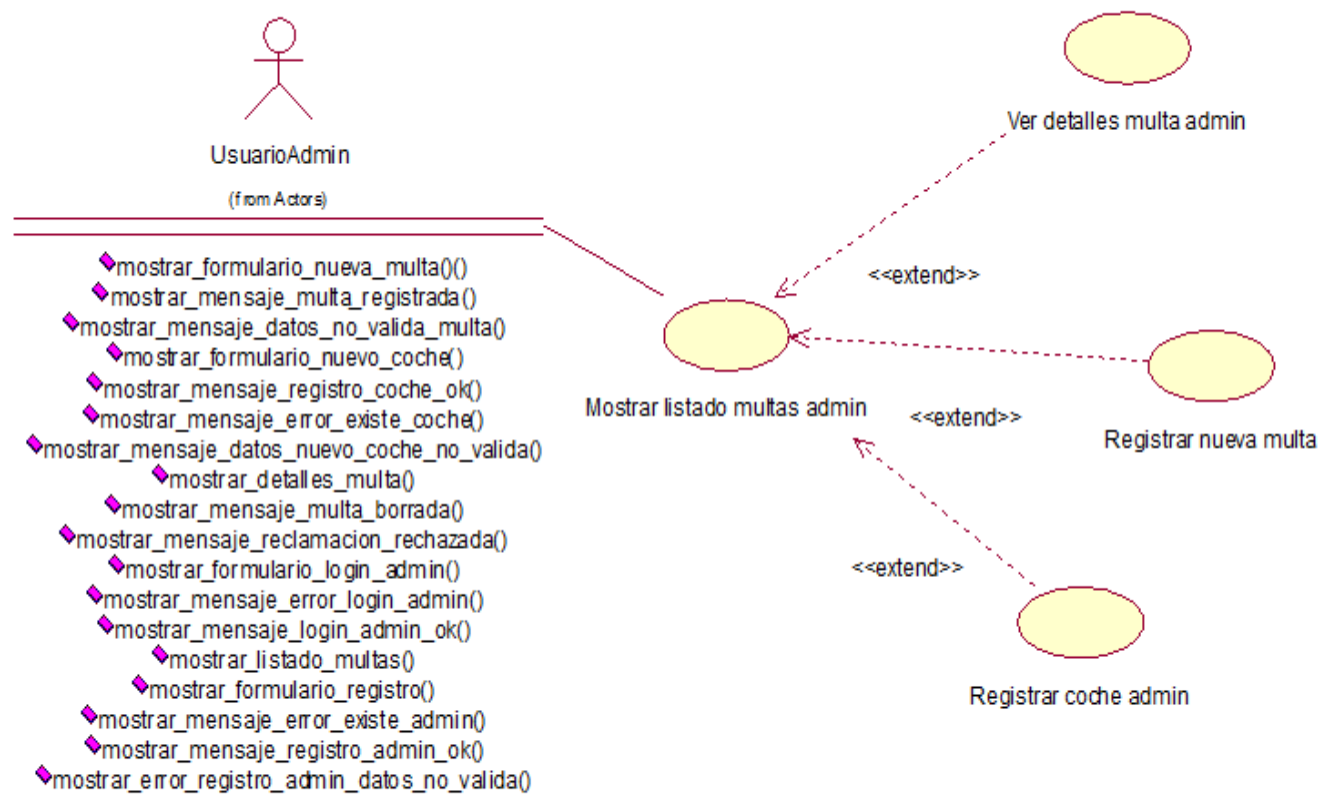 UsuarioAdmin
(from Actors)
mostrar_formulario_nueva_multa()()
mostrar_mensaje_multa_registrada()
mostrar_mensaje_datos_no_valida_multa()
mostrar_formulario_nuevo_coche()
mostrar_mensaje_registro_coche_ok()
mostrar_mensaje_error_existe_coche()
mostrar_mensaje_datos_nuevo_coche_no_valida()
mostrar_detalles_multa()
mostrar_mensaje_multa_borrada()
mostrar_mensaje_reclamacion_rechazada()
mostrar_formulario_login_admin()
mostrar_mensaje_error_login_admin()
mostrar_mensaje_login_admin_ok()
mostrar_listado_multas()
mostrar_formulario_registro()
mostrar_mensaje_error_existe_admin()
mostrar_mensaje_registro_admin_ok()
mostrar_error_registro_admin_datos_no_valida()
Mostrar listado multas admin
Ver detalles multa admin
<<extend>>
<<extend>>
Registrar nueva multa
<<extend>>
Registrar coche admin